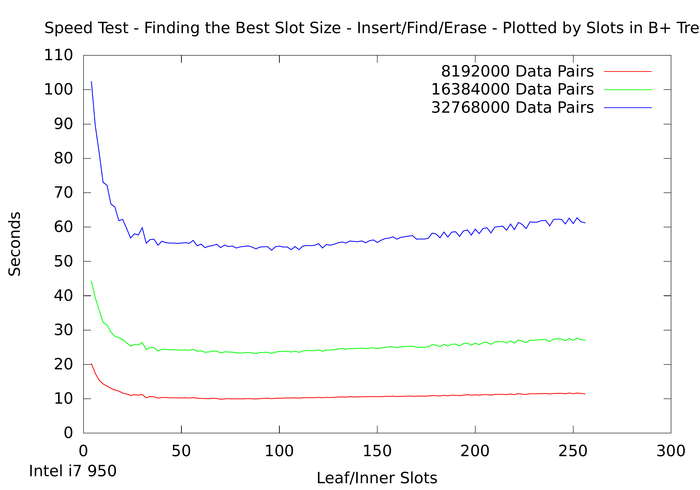 Speed Test - Finding the Best Slot Size - Insert/Find/Erase - Plotted by Slots in B+ Tre
110
100
90
80
70
60
50
40
30
20
10
0
Seconds
8192000 Data Pairs
16384000 Data Pairs
32768000 Data Pairs
0 50 100 150 200 250 300
Intel i7 950
Leaf/Inner Slots